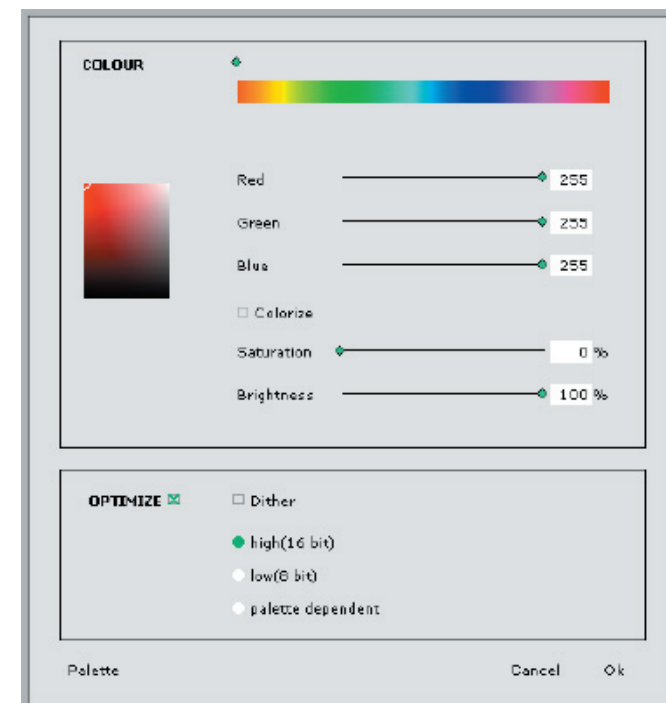 COLOUR
Red 255
Green 255
Blue 255
Colorize
Saturation 0 %
Brightness 100 %
OPTIMIZE Dither
high(16 bit)
low(8 bit)
palette dependent
Palette Cancel Ok